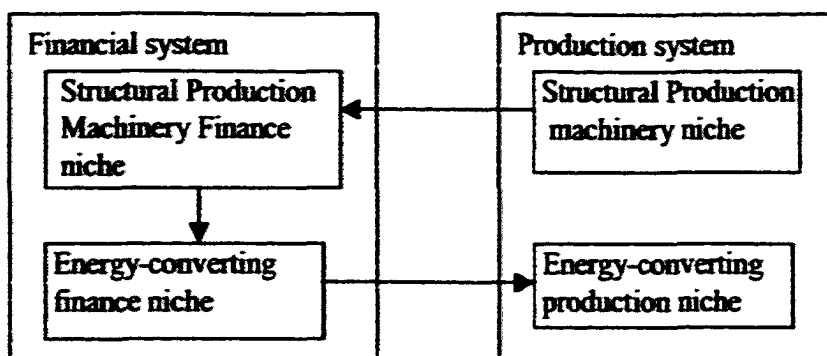 Financial system
Structural Production
Machinery Finance
niche
Energy-converting
finance niche
Production system
Structural Production
machinery niche
Energy-converting
production niche